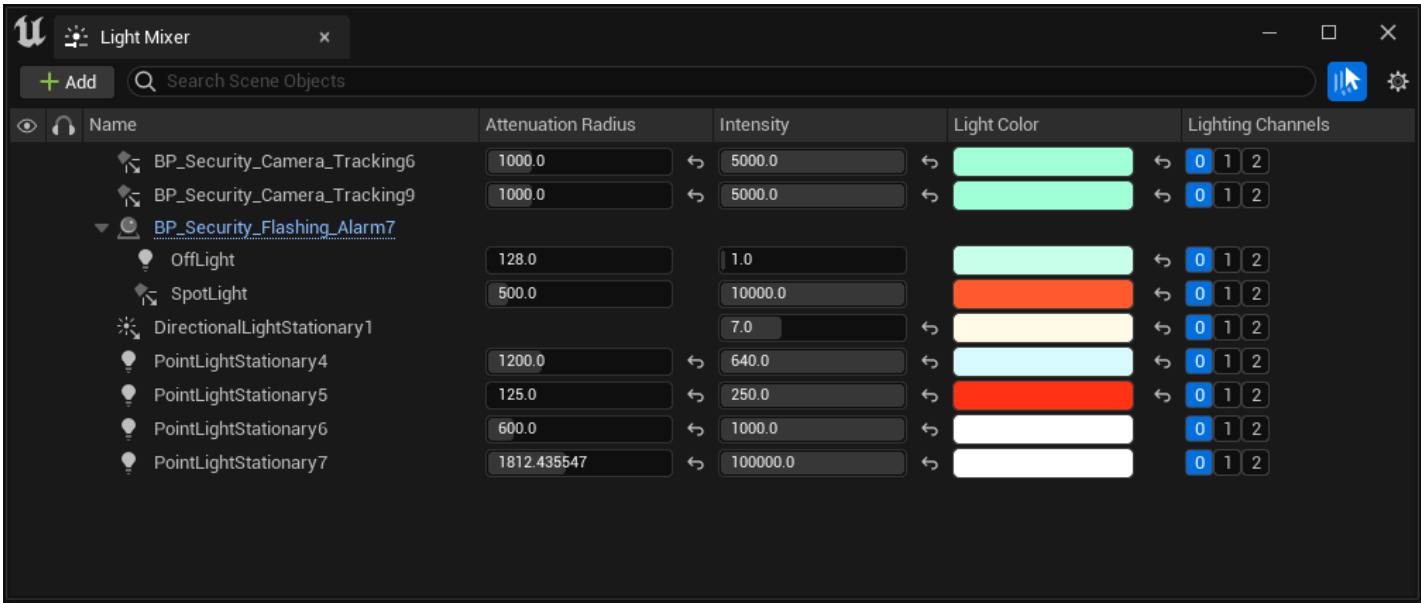 Light Mixer
Add Search Scene Objects
Name Attenuation Radius Intensity Light Color Lighting Channels
BP_Security_Camera_Tracking6 1000.0 5000.0 0 1 2
BP_Security_Camera_Tracking9 1000.0 5000.0 0 1 2
BP_Security_Flashing_Alarm7
OffLight 128.0 1.0 0 1 2
SpotLight 500.0 10000.0 0 1 2
DirectionalLightStationary1 7.0 0 1 2
PointLightStationary4 1200.0 640.0 0 1 2
PointLightStationary5 125.0 250.0 0 1 2
PointLightStationary6 600.0 1000.0 0 1 2
PointLightStationary7 1812.435547 100000.0 0 1 2